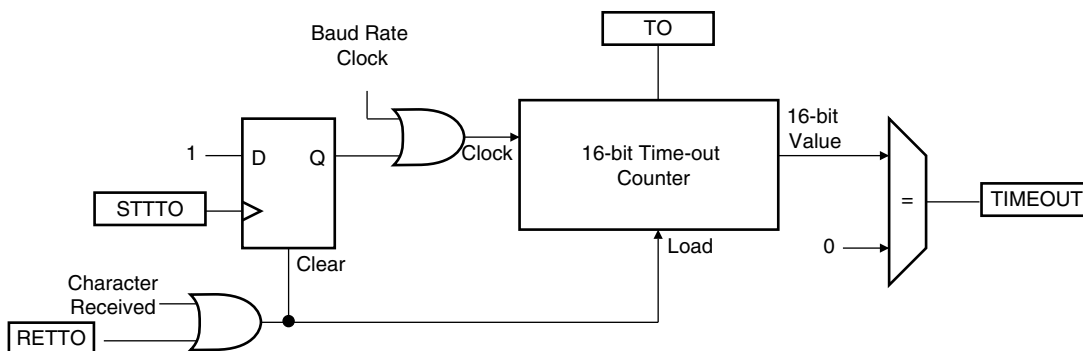 Baud Rate
Clock
TO
1
D
Q
Clock
16-bit Time-out
Counter
16-bit
Value
STTTO
=
TIMEOUT
Clear
Load
0
Character
Received
RETTO